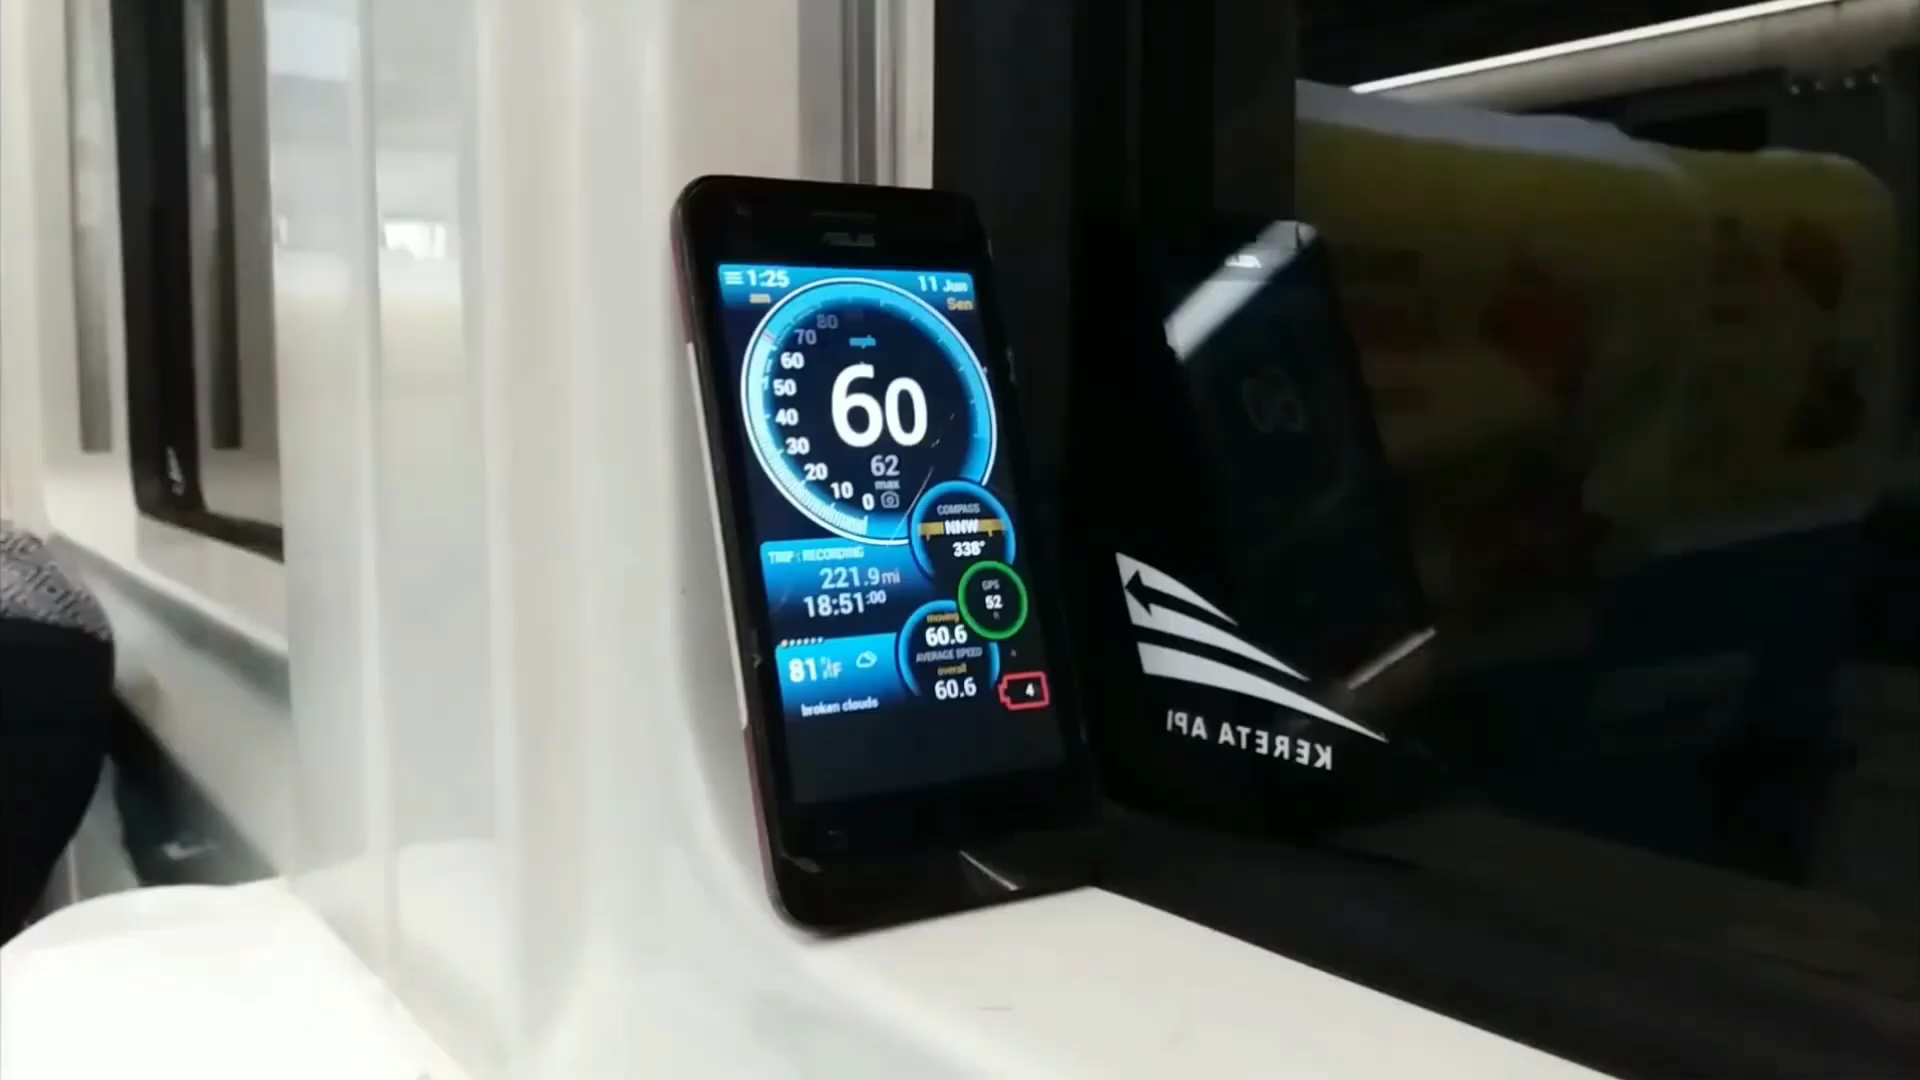 ASUS
1:25
am
11 Jun
Sen
mph
80
70
60
50
40
30
20
10
0
60
62
max
COMPASS
NNW
338°
TRIP : RECORDING
221.9 mi
18:51:00
GPS
52
ft
moving
60.6
AVERAGE SPEED
overall
60.6
81°F
broken clouds
4
KERETA API